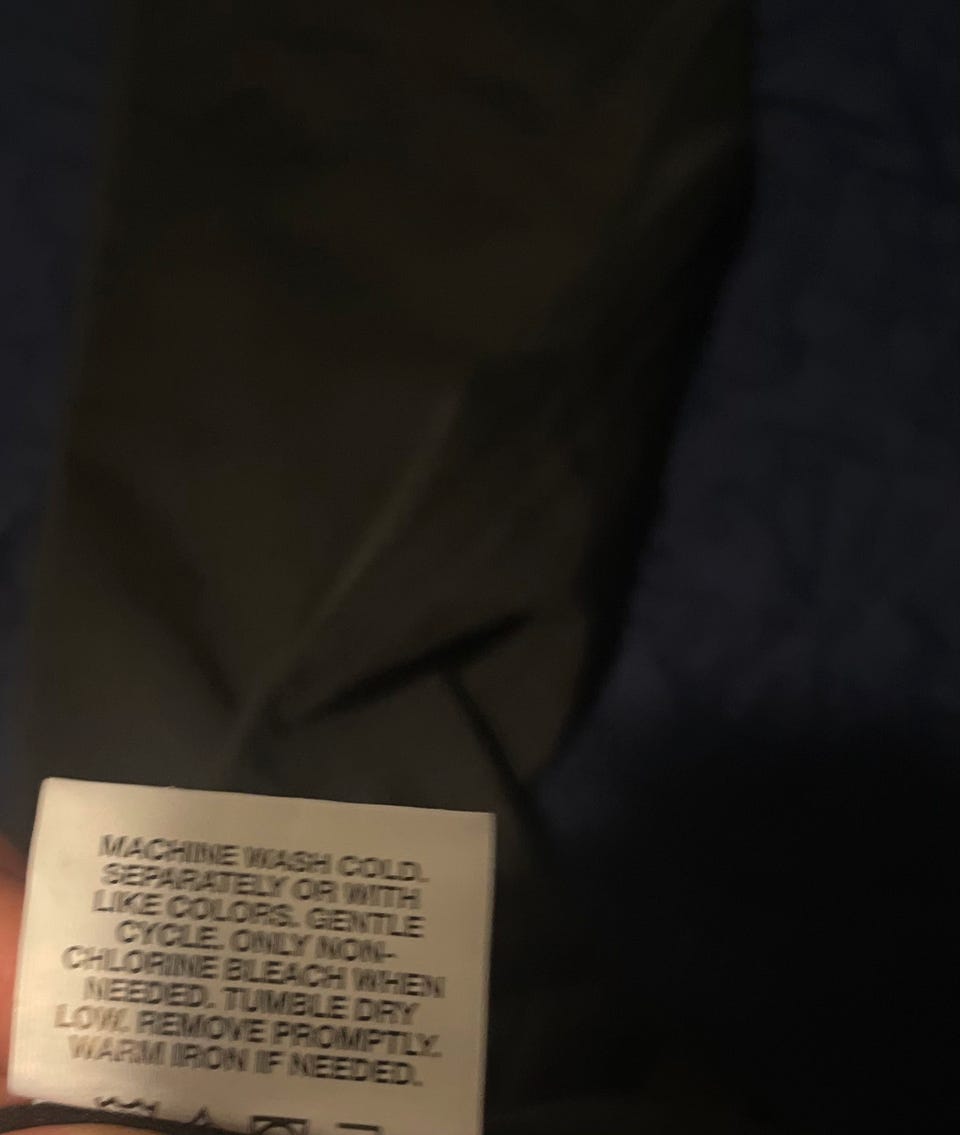 MACHINE WASH COLD.
SEPARATELY OR WITH
LIKE COLORS. GENTLE
CYCLE. ONLY NON-
CHLORINE BLEACH WHEN
NEEDED. TUMBLE DRY
LOW. REMOVE PROMPTLY.
WARM IRON IF NEEDED.